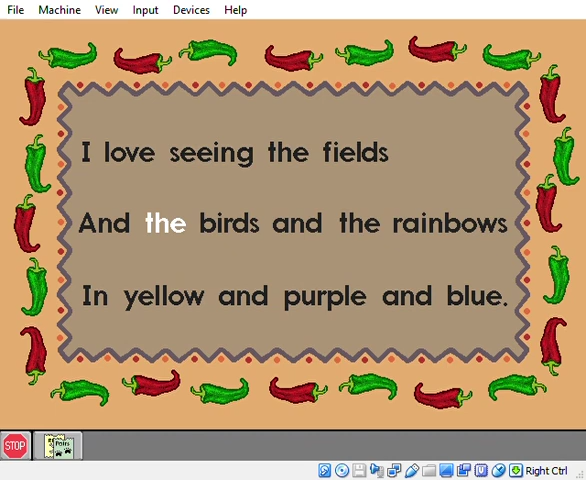 File Machine View Input Devices Help
I love seeing the fields
And the birds and the rainbows
In yellow and purple and blue.
STOP
Pairs
Right Ctrl